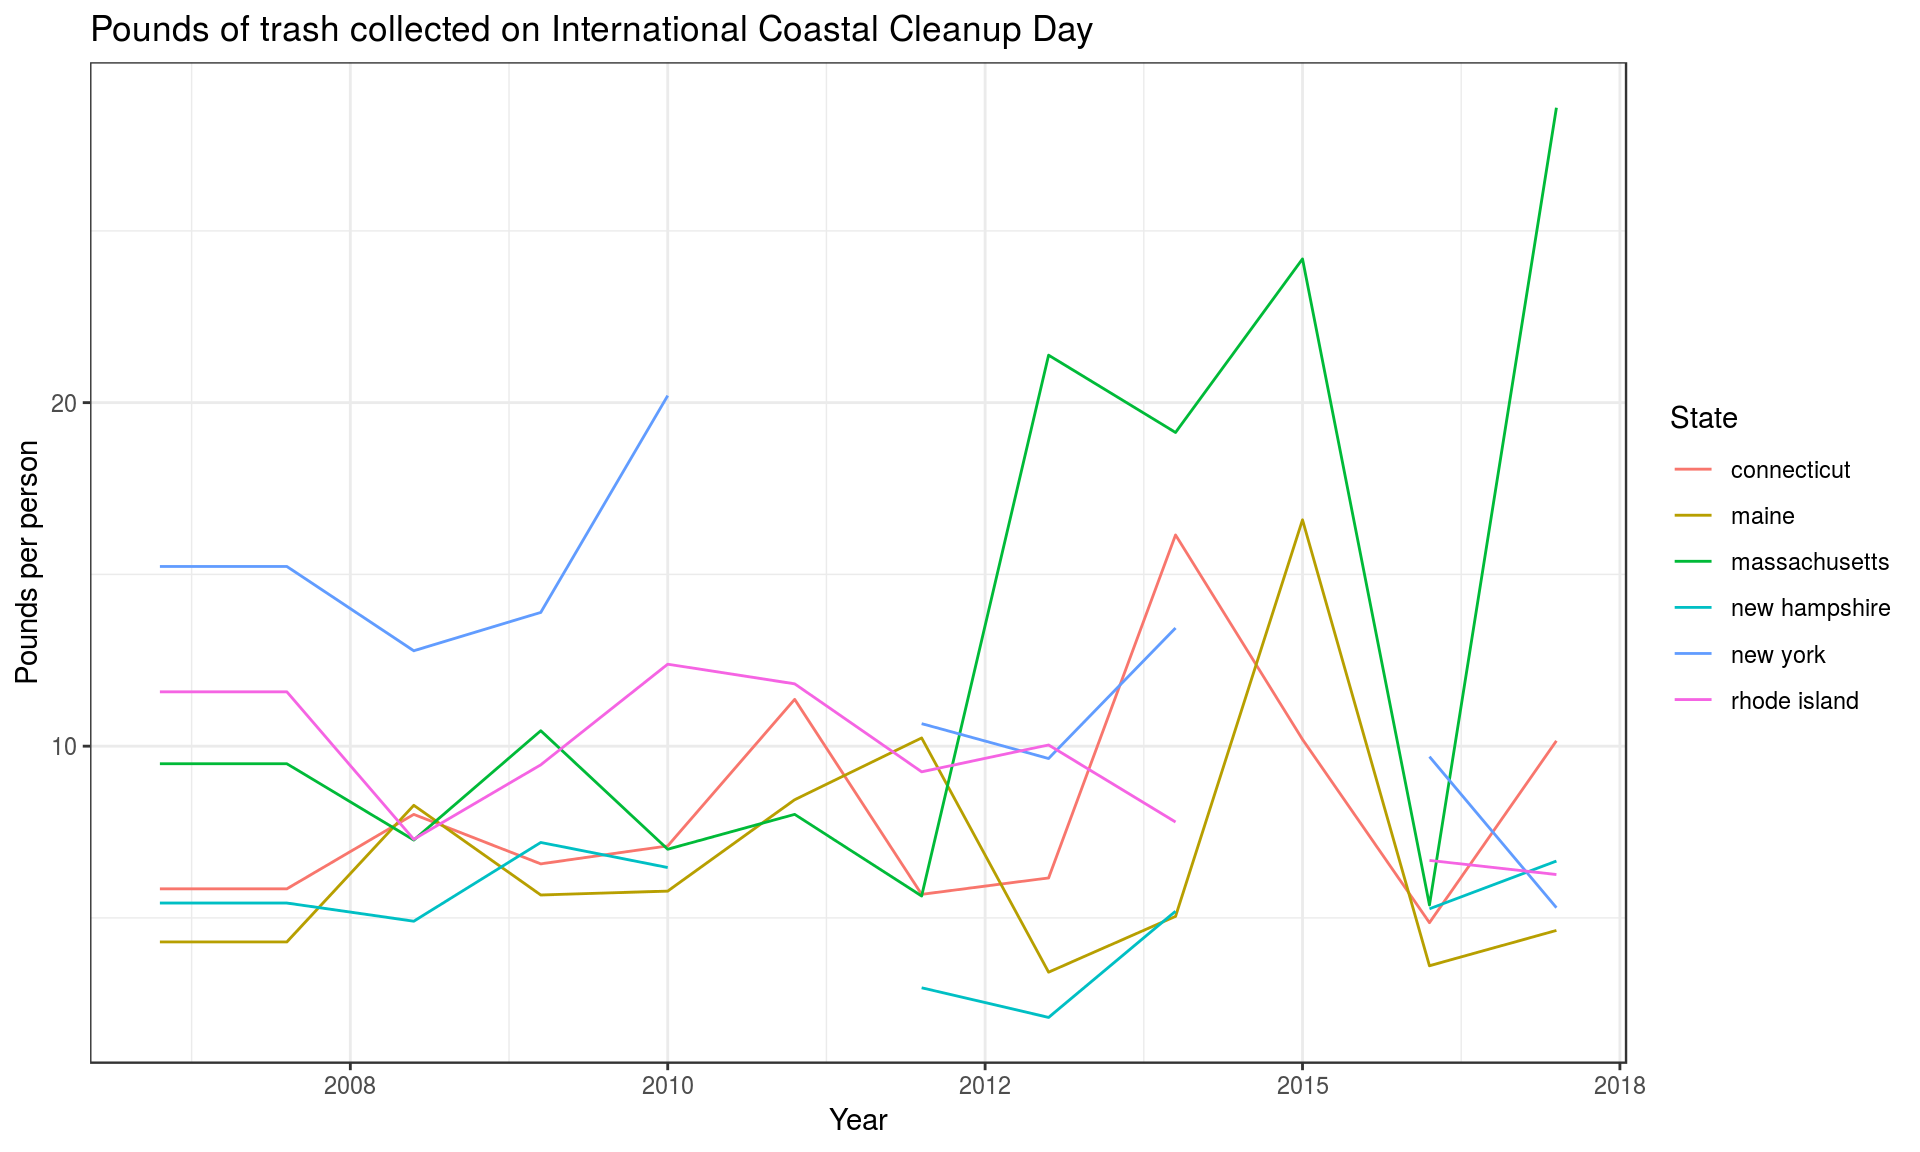 Pounds of trash collected on International Coastal Cleanup Day
Pounds per person
20
10
2008
2010
2012
2015
2018
Year
State
connecticut
maine
massachusetts
new hampshire
new york
rhode island